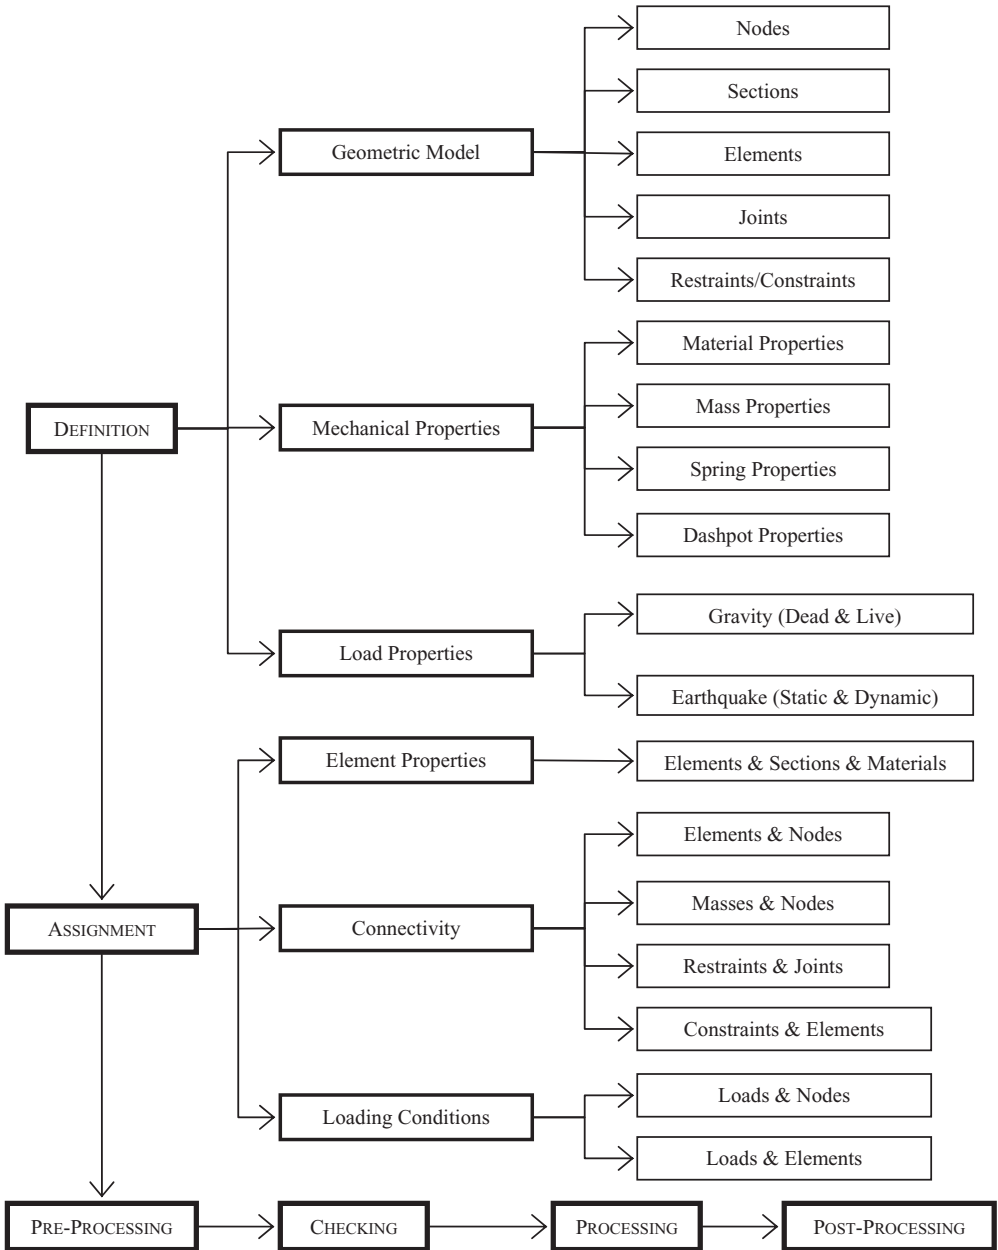 Nodes
Sections
Geometric Model
Elements
Joints
Restraints/Constraints
Material Properties
Mass Properties
DEFINITION
Mechanical Properties
Spring Properties
Dashpot Properties
Gravity (Dead & Live)
Load Properties
Earthquake (Static & Dynamic)
Element Properties
Elements & Sections & Materials
Elements & Nodes
Masses & Nodes
ASSIGNMENT
Connectivity
Restraints & Joints
Constraints & Elements
Loads & Nodes
Loading Conditions
Loads & Elements
PRE-PROCESSING
CHECKING
PROCESSING
POST-PROCESSING